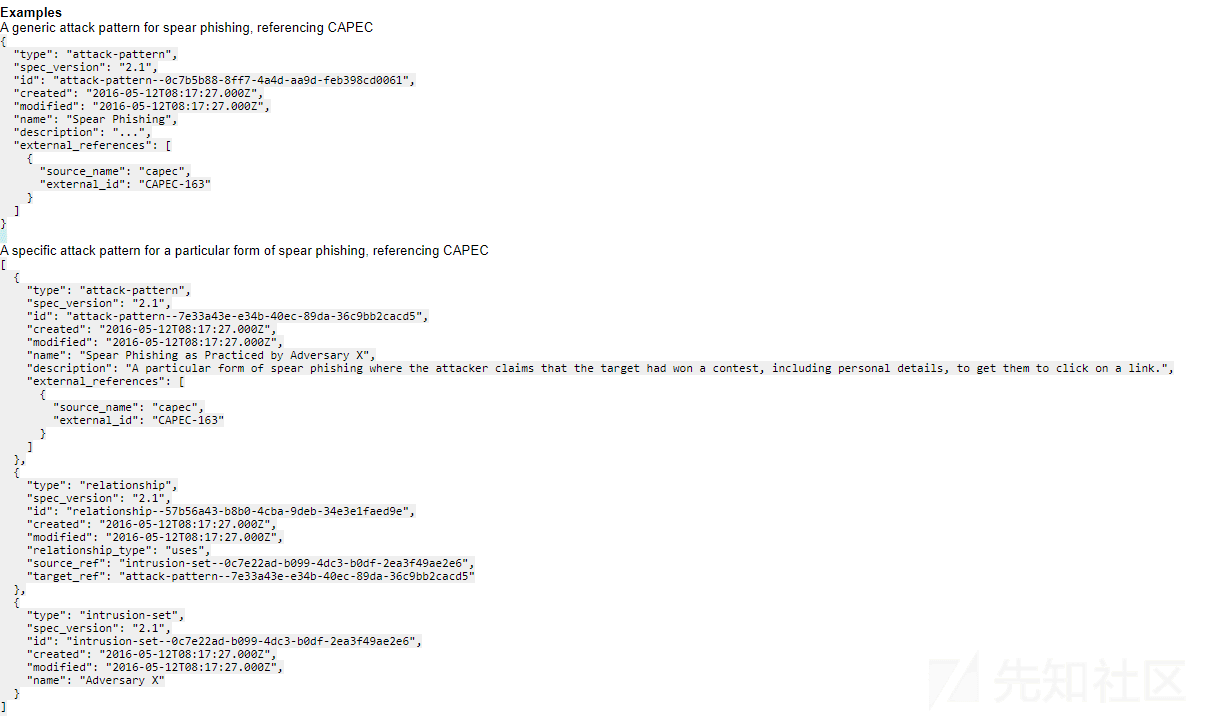 Examples
A generic attack pattern for spear phishing, referencing CAPEC
{
  "type": "attack-pattern",
  "spec_version": "2.1",
  "id": "attack-pattern--0c7b5b88-8ff7-4a4d-aa9d-feb398cd0061",
  "created": "2016-05-12T08:17:27.000Z",
  "modified": "2016-05-12T08:17:27.000Z",
  "name": "Spear Phishing",
  "description": "...",
  "external_references": [
    {
      "source_name": "capec",
      "external_id": "CAPEC-163"
    }
  ]
}
A specific attack pattern for a particular form of spear phishing, referencing CAPEC
[
  {
    "type": "attack-pattern",
    "spec_version": "2.1",
    "id": "attack-pattern--7e33a43e-e34b-40ec-89da-36c9bb2cacd5",
    "created": "2016-05-12T08:17:27.000Z",
    "modified": "2016-05-12T08:17:27.000Z",
    "name": "Spear Phishing as Practiced by Adversary X",
    "description": "A particular form of spear phishing where the attacker claims that the target had won a contest, including personal details, to get them to click on a link.",
    "external_references": [
      {
        "source_name": "capec",
        "external_id": "CAPEC-163"
      }
    ]
  },
  {
    "type": "relationship",
    "spec_version": "2.1",
    "id": "relationship--57b56a43-b8b0-4cba-9deb-34e3e1faed9e",
    "created": "2016-05-12T08:17:27.000Z",
    "modified": "2016-05-12T08:17:27.000Z",
    "relationship_type": "uses",
    "source_ref": "intrusion-set--0c7e22ad-b099-4dc3-b0df-2ea3f49ae2e6",
    "target_ref": "attack-pattern--7e33a43e-e34b-40ec-89da-36c9bb2cacd5"
  },
  {
    "type": "intrusion-set",
    "spec_version": "2.1",
    "id": "intrusion-set--0c7e22ad-b099-4dc3-b0df-2ea3f49ae2e6",
    "created": "2016-05-12T08:17:27.000Z",
    "modified": "2016-05-12T08:17:27.000Z",
    "name": "Adversary X"
  }
]
先知社区